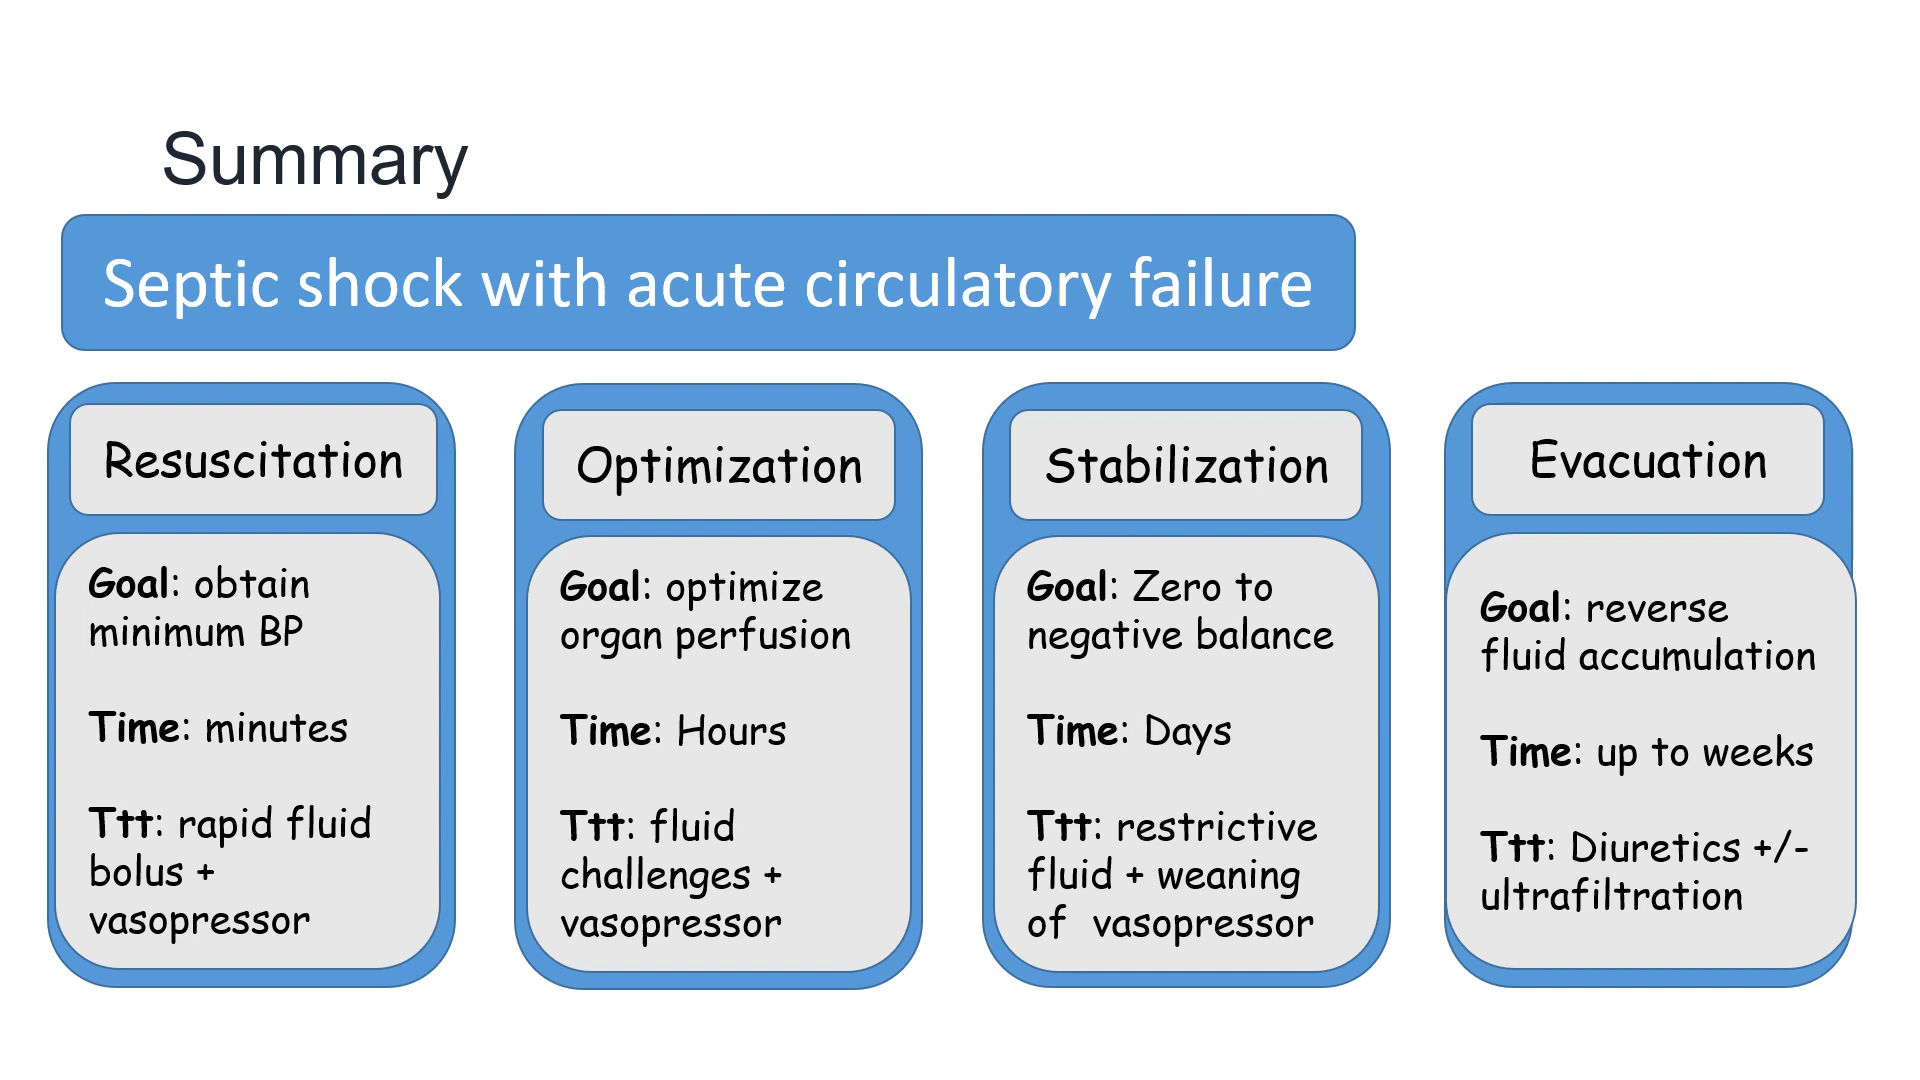 Summary
Septic shock with acute circulatory failure
Resuscitation
Goal: obtain
minimum BP
Time: minutes
Ttt: rapid fluid
bolus +
vasopressor
Optimization
Goal: optimize
organ perfusion
Time: Hours
Ttt: fluid
challenges +
vasopressor
Stabilization
Goal: Zero to
negative balance
Time: Days
Ttt: restrictive
fluid + weaning
of vasopressor
Evacuation
Goal: reverse
fluid accumulation
Time: up to weeks
Ttt: Diuretics +/-
ultrafiltration